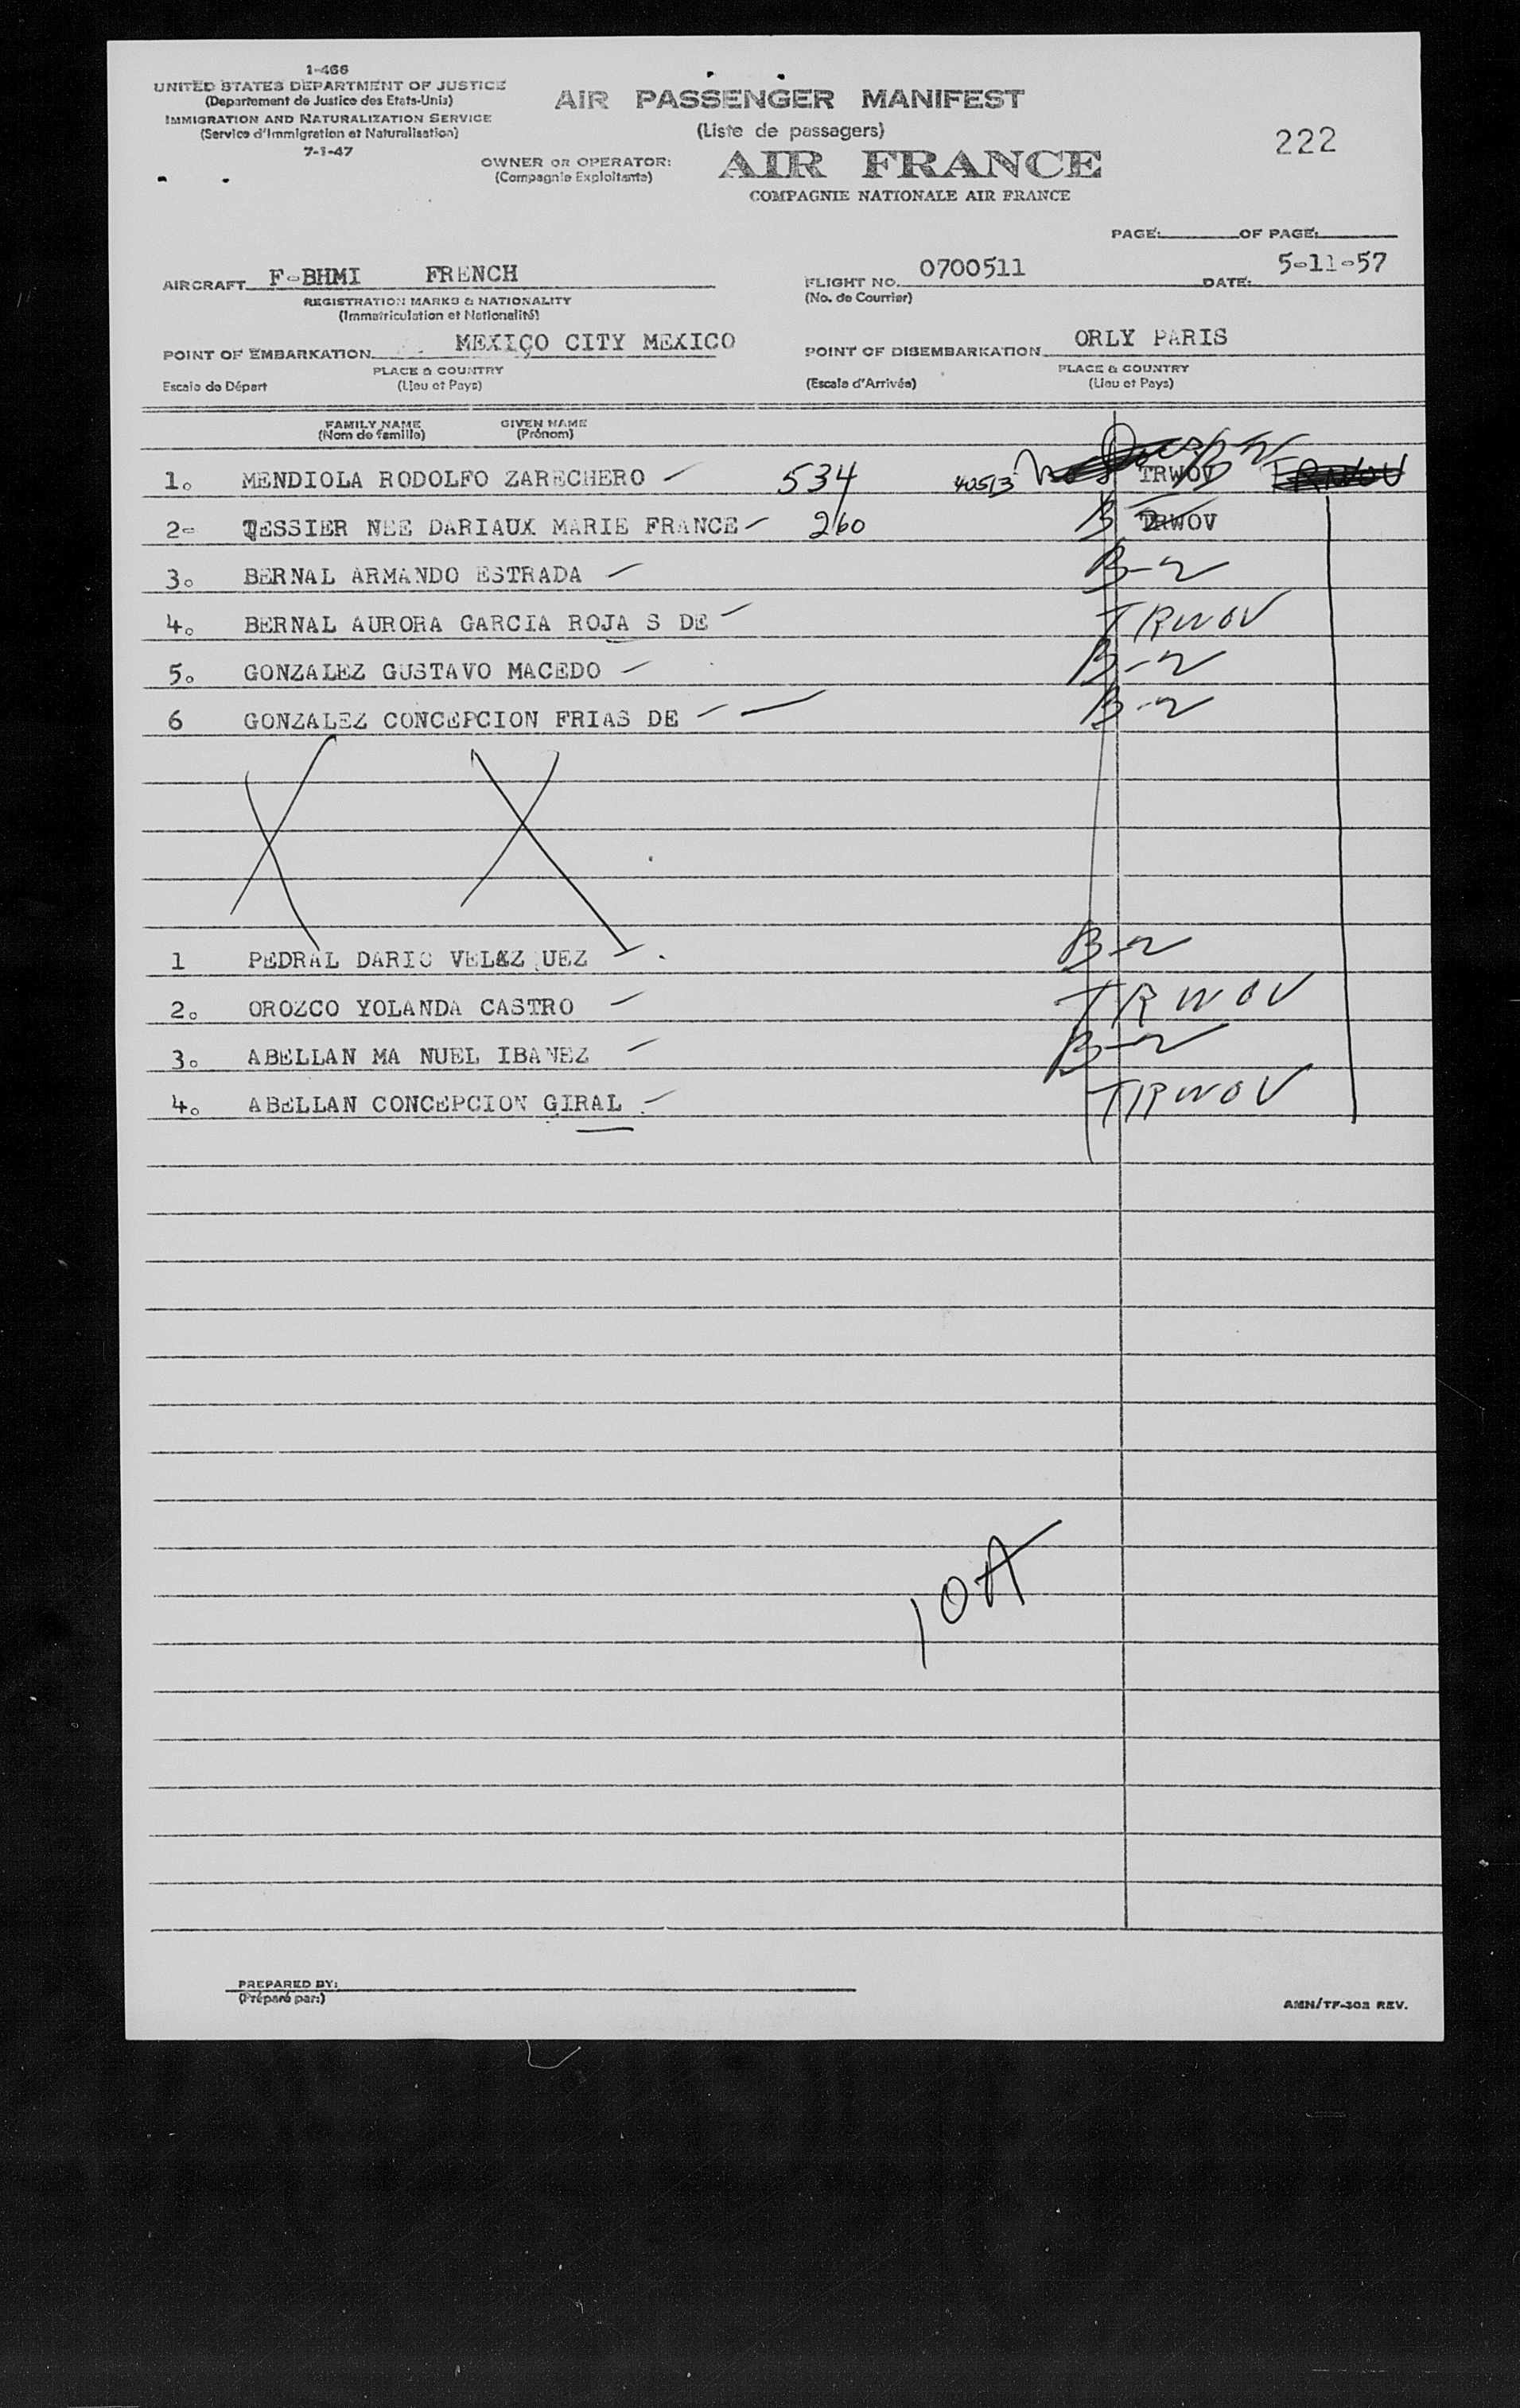 1-466
UNITED STATES DEPARTMENT OF JUSTICE
(Departement de Justice des Etats-Unis)
IMMIGRATION AND NATURALIZATION SERVICE
(Service d'Immigration et Naturalisation)
7-1-47
AIR PASSENGER MANIFEST
(Liste de passagers)
222
OWNER OR OPERATOR:
(Compagnie Exploitante)
AIR FRANCE
COMPAGNIE NATIONALE AIR FRANCE
PAGE: OF PAGE:
AIRCRAFT F-BHMI FRENCH
REGISTRATION MARKS & NATIONALITY
(Immatriculation et Nationalité)
FLIGHT NO. 0700511 DATE: 5-11-57
(No. de Courrier)
POINT OF EMBARKATION MEXICO CITY MEXICO
PLACE & COUNTRY
Escale de Départ (Lieu et Pays)
POINT OF DISEMBARKATION ORLY PARIS
PLACE & COUNTRY
(Escale d'Arrivée) (Lieu et Pays)
FAMILY NAME GIVEN NAME
(Nom de famille) (Prénom)
1. MENDIOLA RODOLFO ZARECHERO 534 40513 TRWOV B-2 TRWOV
2- TESSIER NEE DARIAUX MARIE FRANCE 260 B-2 TRWOV
3. BERNAL ARMANDO ESTRADA B-2
4. BERNAL AURORA GARCIA ROJA S DE TRWOV
5. GONZALEZ GUSTAVO MACEDO B-2
6 GONZALEZ CONCEPCION FRIAS DE B-2
1 PEDRAL DARIO VELAZ UEZ B-2
2. OROZCO YOLANDA CASTRO TRWOV
3. ABELLAN MA NUEL IBANEZ B-2
4. ABELLAN CONCEPCION GIRAL TRWOV
10A
PREPARED BY:
(Préparé par:)
AMN/TF-302 REV.